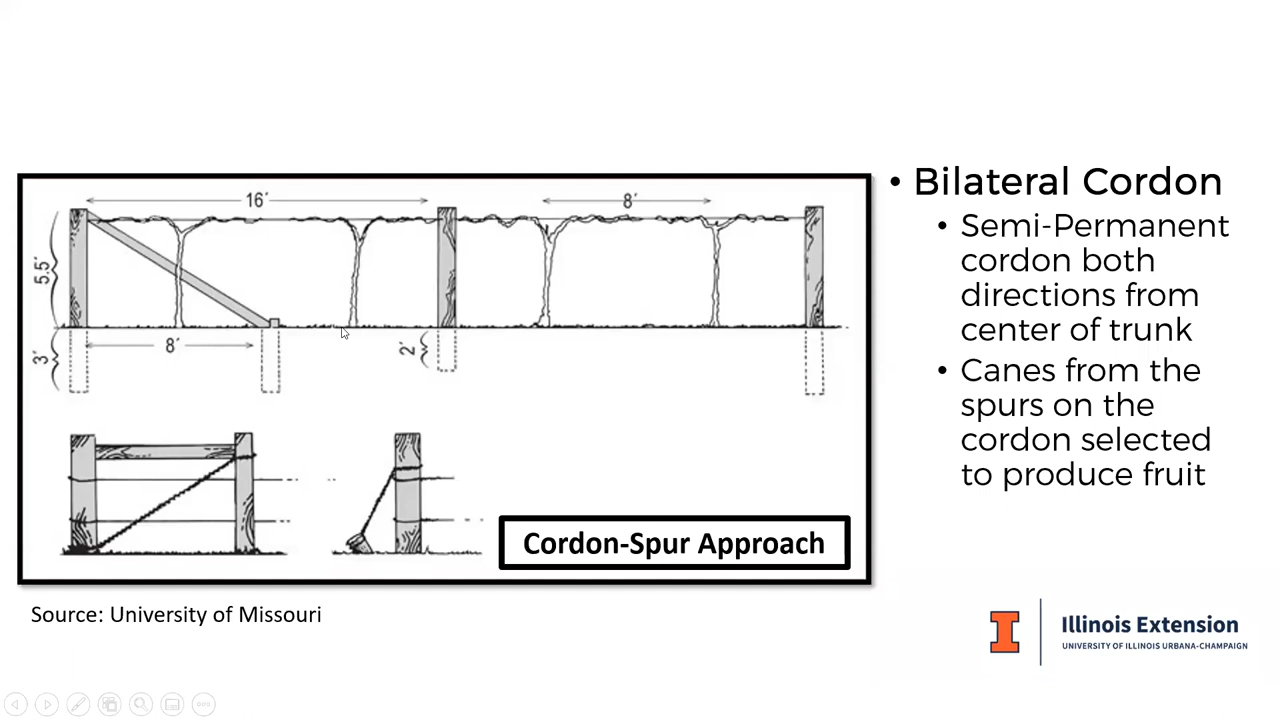 16′
8′
5.5′
3′
8′
2′
Cordon-Spur Approach
Source: University of Missouri
• Bilateral Cordon
• Semi-Permanent
cordon both
directions from
center of trunk
• Canes from the
spurs on the
cordon selected
to produce fruit
I
Illinois Extension
UNIVERSITY OF ILLINOIS URBANA-CHAMPAIGN